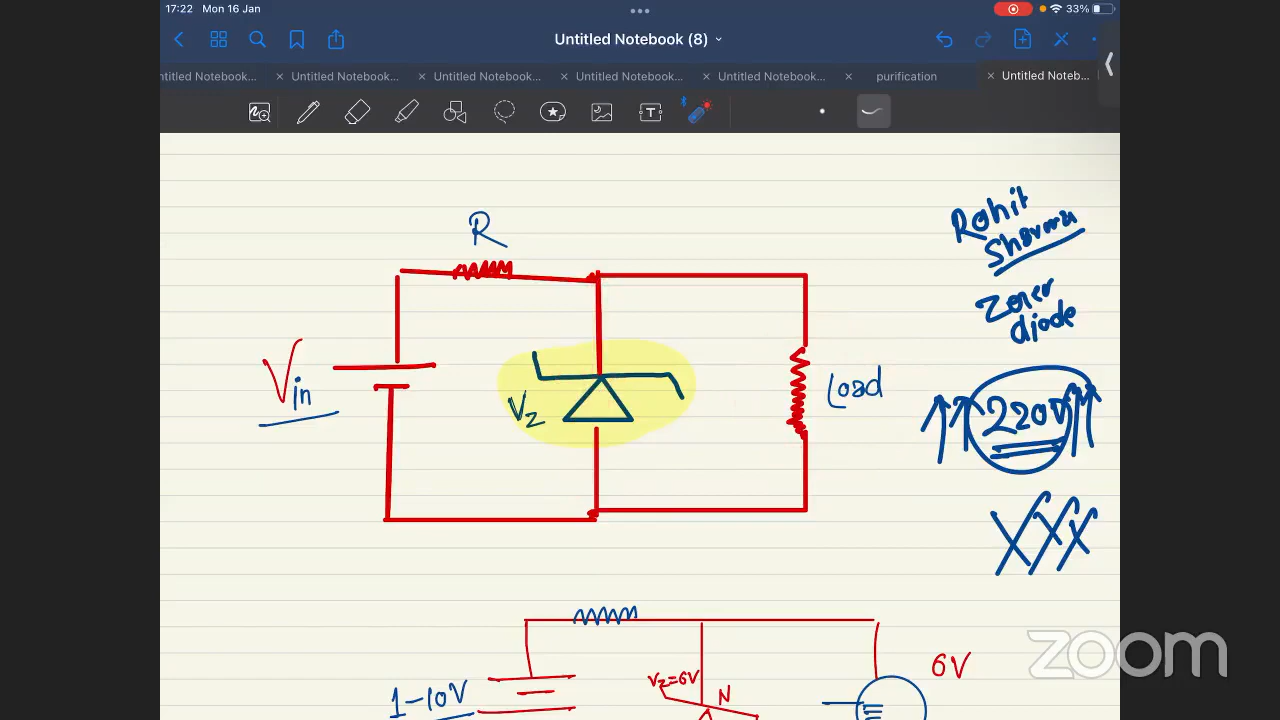 17:22 Mon 16 Jan
33%
Untitled Notebook (8)
ntitled Notebook...
Untitled Notebook...
Untitled Notebook...
Untitled Notebook...
Untitled Notebook...
purification
Untitled Noteb...
T
R
Rohit
Sharma
Zener
diode
Vin
Vz
Load
220V
6V
Vz=6V
N
1-10V
zoom